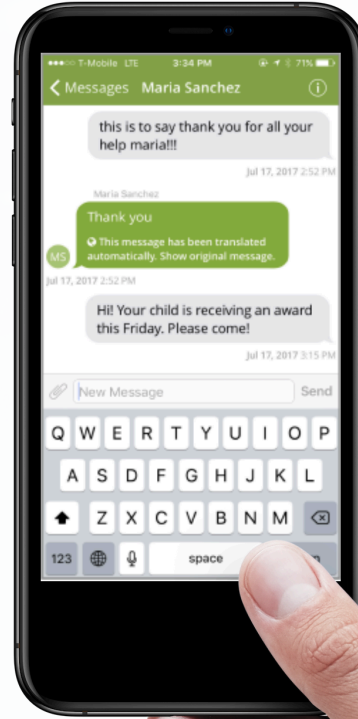 T-Mobile LTE 3:34 PM 71%
Messages Maria Sanchez
this is to say thank you for all your
help maria!!!
Jul 17, 2017 2:52 PM
Maria Sanchez
Thank you
This message has been translated
automatically. Show original message.
MS
Jul 17, 2017 2:52 PM
Hi! Your child is receiving an award
this Friday. Please come!
Jul 17, 2017 3:15 PM
New Message Send
Q W E R T Y U I O P
A S D F G H J K L
Z X C V B N M
123 space